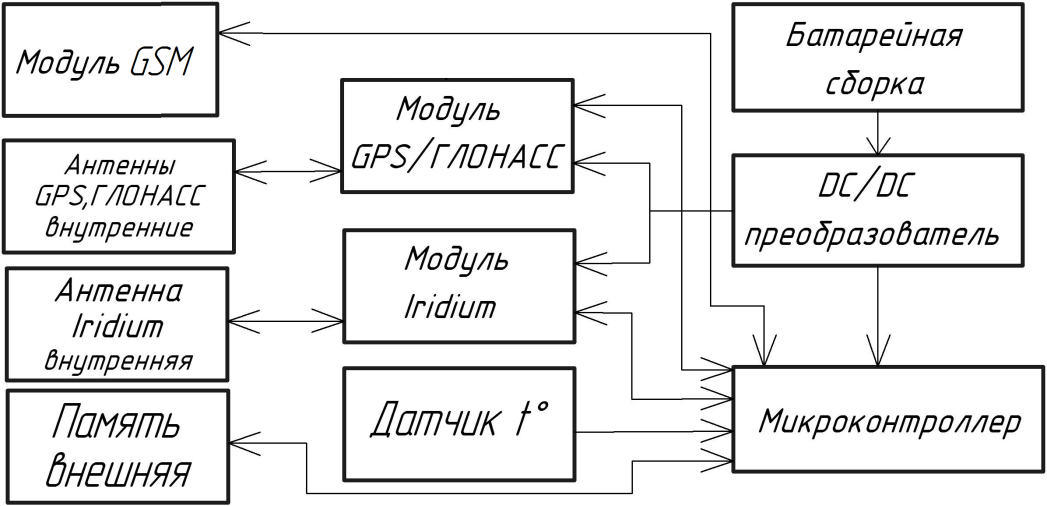 Модуль GSM
Батарейная
сборка
Модуль
GPS/ГЛОНАСС
Антенны
GPS,ГЛОНАСС
внутренние
DC/DC
преобразователь
Модуль
Iridium
Антенна
Iridium
внутренняя
Датчик t°
Память
внешняя
Микроконтроллер